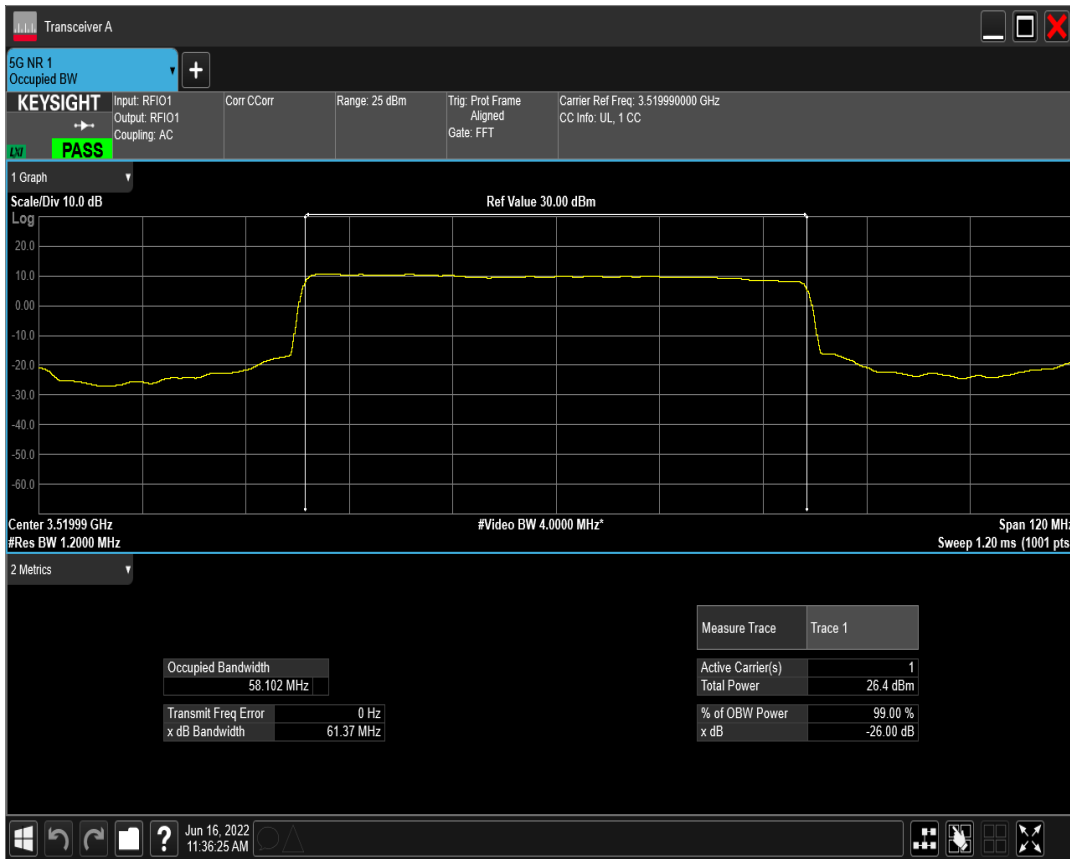 Transceiver A
5G NR 1
Occupied BW
+
KEYSIGHT
LXI
PASS
Input: RFIO1
Output: RFIO1
Coupling: AC
Corr CCorr
Range: 25 dBm
Trig: Prot Frame
Aligned
Gate: FFT
Carrier Ref Freq: 3.519990000 GHz
CC Info: UL, 1 CC
1 Graph
Scale/Div 10.0 dB
Ref Value 30.00 dBm
Log
20.0
10.0
0.00
-10.0
-20.0
-30.0
-40.0
-50.0
-60.0
Center 3.51999 GHz
#Video BW 4.0000 MHz*
Span 120 MHz
#Res BW 1.2000 MHz
Sweep 1.20 ms (1001 pts
2 Metrics
Measure Trace Trace 1
Occupied Bandwidth
58.102 MHz
Active Carrier(s) 1
Total Power 26.4 dBm
Transmit Freq Error 0 Hz
x dB Bandwidth 61.37 MHz
% of OBW Power 99.00 %
x dB -26.00 dB
?
Jun 16, 2022
11:36:25 AM